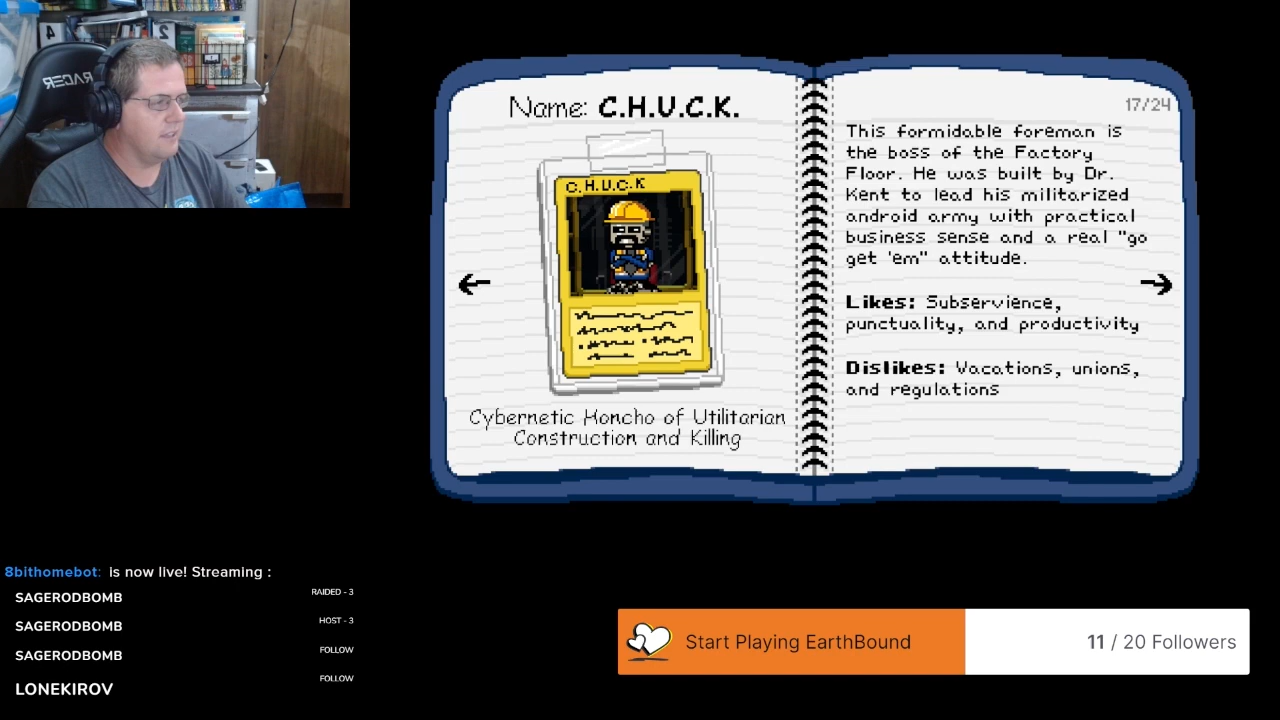 Name: C.H.U.C.K.
C.H.U.C.K
Cybernetic Honcho of Utilitarian
Construction and Killing
17/24
This formidable foreman is
the boss of the Factory
Floor. He was built by Dr.
Kent to lead his militarized
android army with practical
business sense and a real "go
get 'em" attitude.
Likes: Subservience,
punctuality, and productivity
Dislikes: Vacations, unions,
and regulations
8bithomebot: is now live! Streaming :
SAGERODBOMB RAIDED - 3
SAGERODBOMB HOST - 3
SAGERODBOMB FOLLOW
LONEKIROV FOLLOW
Start Playing EarthBound 11 / 20 Followers